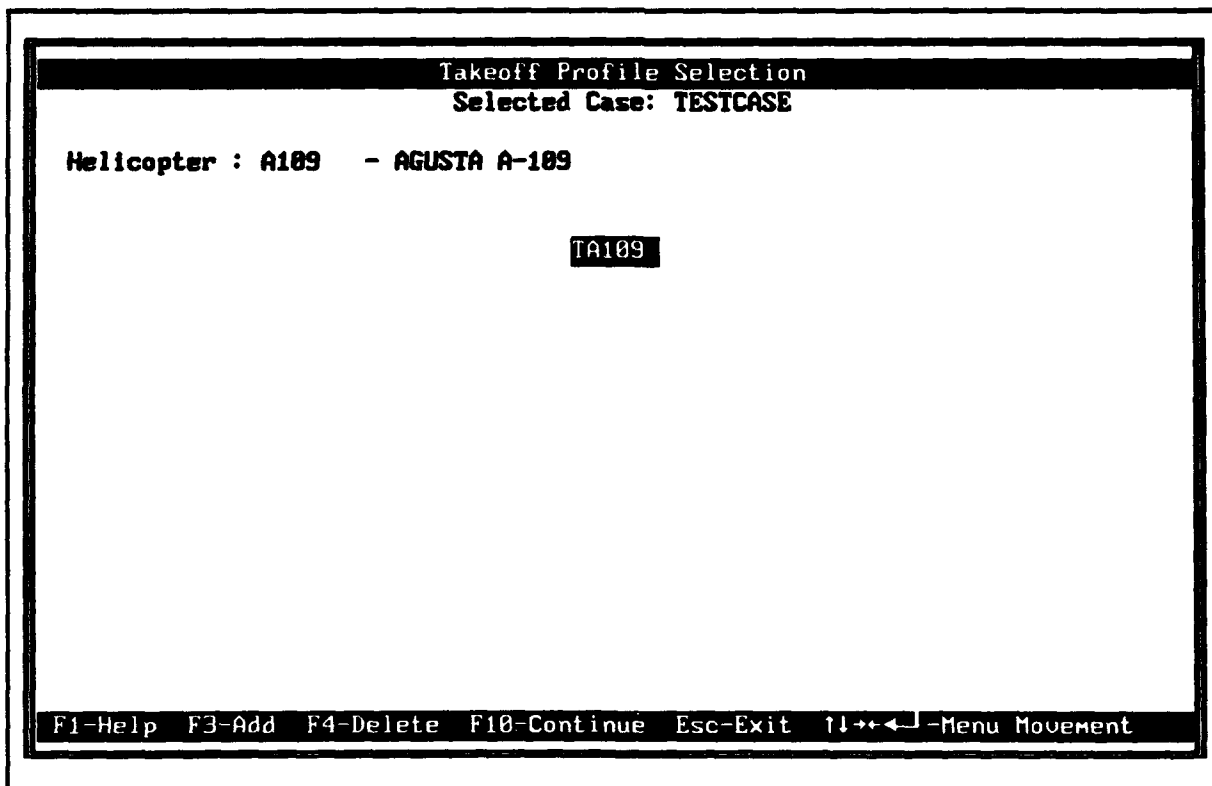 Takeoff Profile Selection
Selected Case: TESTCASE
Helicopter : A109 - AGUSTA A-109
TA109
F1-Help F3-Add F4-Delete F10-Continue Esc-Exit ↑↓→←◄┘-Menu Movement